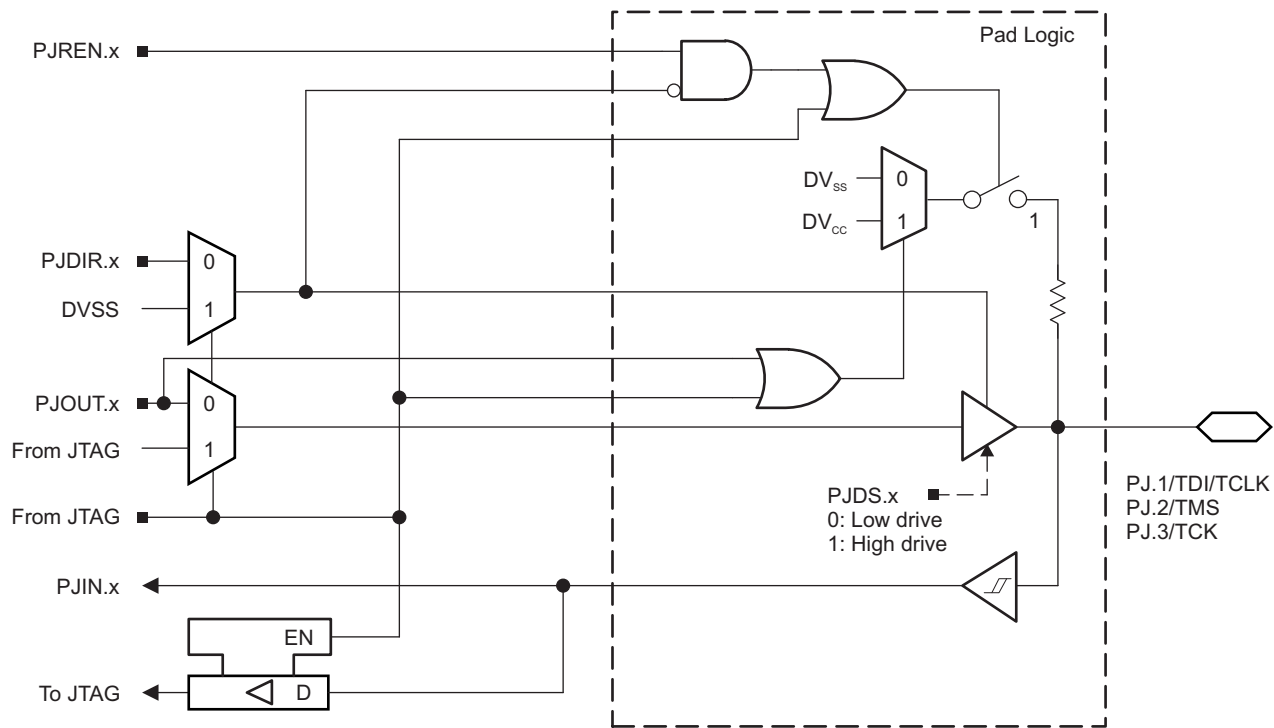 Pad Logic
PJREN.x
DVSS 0
DVCC 1
1
PJDIR.x 0
DVSS 1
PJOUT.x 0
From JTAG 1
PJDS.x
0: Low drive
1: High drive
PJ.1/TDI/TCLK
PJ.2/TMS
PJ.3/TCK
From JTAG
PJIN.x
EN
To JTAG D